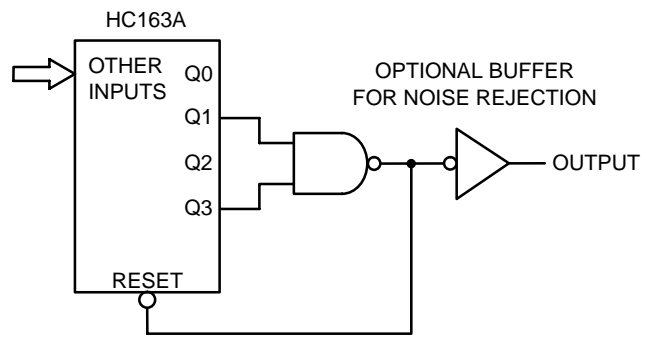 HC163A
OTHER
INPUTS
Q0
Q1
Q2
Q3
RESET
OPTIONAL BUFFER
FOR NOISE REJECTION
OUTPUT